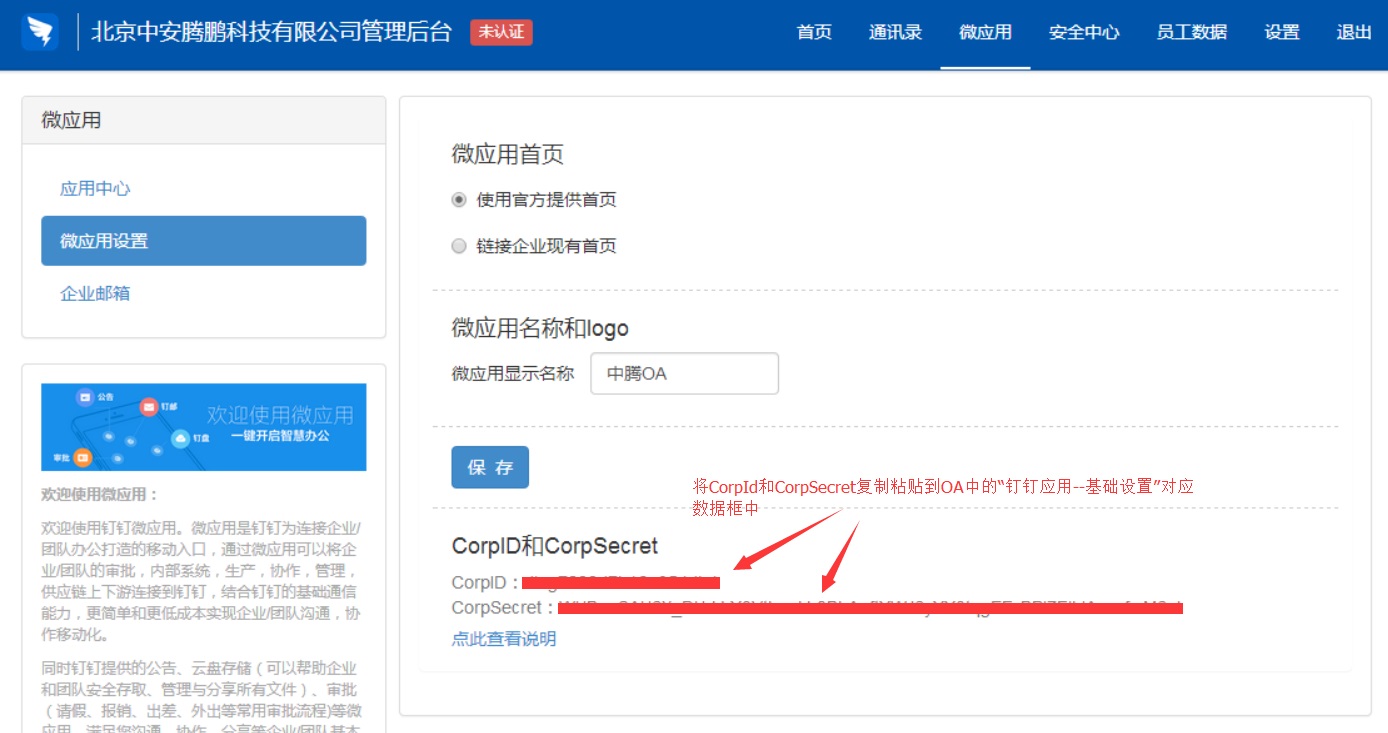 北京中安腾鹏科技有限公司管理后台 未认证 首页 通讯录 微应用 安全中心 员工数据 设置 退出
微应用
应用中心
微应用设置
企业邮箱
公告
钉邮
欢迎使用微应用
钉盘
一键开启智慧办公
审批
欢迎使用微应用：
欢迎使用钉钉微应用。微应用是钉钉为连接企业/
团队办公打造的移动入口，通过微应用可以将企
业/团队的审批，内部系统，生产，协作，管理，
供应链上下游连接到钉钉，结合钉钉的基础通信
能力，更简单和更低成本实现企业/团队沟通，协
作移动化。
同时钉钉提供的公告、云盘存储（可以帮助企业
和团队安全存取、管理与分享所有文件）、审批
（请假、报销、出差、外出等常用审批流程)等微
应用，满足您沟通、协作、分享等企业/团队基本
微应用首页
使用官方提供首页
链接企业现有首页
微应用名称和logo
微应用显示名称 中腾OA
保 存
将CorpId和CorpSecret复制粘贴到OA中的“钉钉应用--基础设置”对应
数据框中
CorpID和CorpSecret
CorpID：
CorpSecret：
点此查看说明